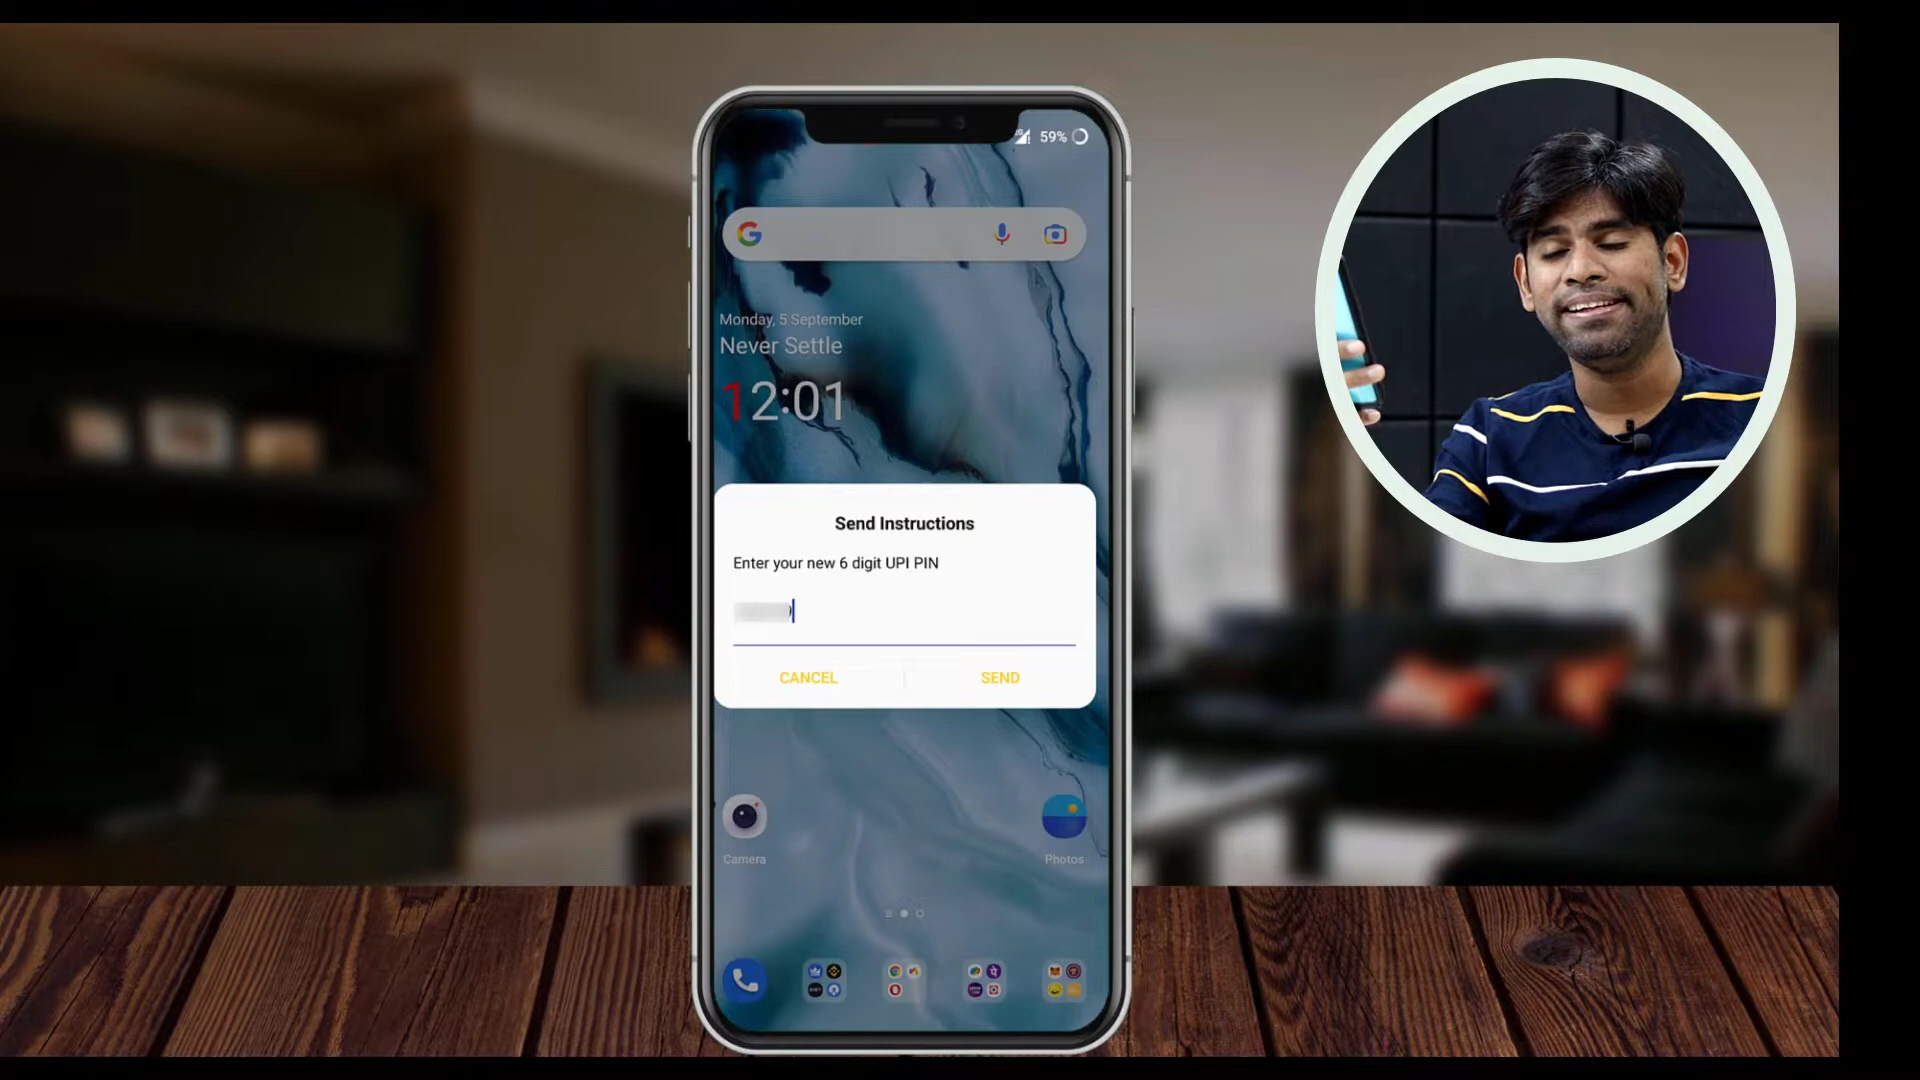 59%
Monday, 5 September
Never Settle
12:01
Send Instructions
Enter your new 6 digit UPI PIN
CANCEL
SEND
Camera
Photos